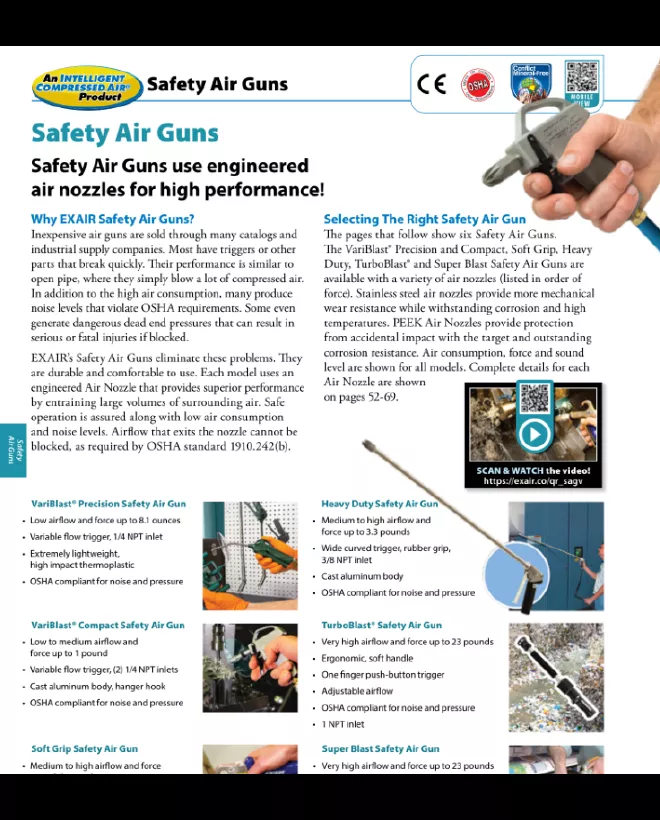 An INTELLIGENT
COMPRESSED AIR®
Product
Safety Air Guns
CE
OSHA
Conflict
Mineral-Free
MOBILE
VIEW
Safety Air Guns
Safety Air Guns use engineered
air nozzles for high performance!
Why EXAIR Safety Air Guns?
Inexpensive air guns are sold through many catalogs and
industrial supply companies. Most have triggers or other
parts that break quickly. Their performance is similar to
open pipe, where they simply blow a lot of compressed air.
In addition to the high air consumption, many produce
noise levels that violate OSHA requirements. Some even
generate dangerous dead end pressures that can result in
serious or fatal injuries if blocked.
EXAIR's Safety Air Guns eliminate these problems. They
are durable and comfortable to use. Each model uses an
engineered Air Nozzle that provides superior performance
by entraining large volumes of surrounding air. Safe
operation is assured along with low air consumption
and noise levels. Airflow that exits the nozzle cannot be
blocked, as required by OSHA standard 1910.242(b).
Selecting The Right Safety Air Gun
The pages that follow show six Safety Air Guns.
The VariBlast® Precision and Compact, Soft Grip, Heavy
Duty, TurboBlast® and Super Blast Safety Air Guns are
available with a variety of air nozzles (listed in order of
force). Stainless steel air nozzles provide more mechanical
wear resistance while withstanding corrosion and high
temperatures. PEEK Air Nozzles provide protection
from accidental impact with the target and outstanding
corrosion resistance. Air consumption, force and sound
level are shown for all models. Complete details for each
Air Nozzle are shown
on pages 52-69.
SCAN & WATCH the video!
https://exair.co/qr_sagv
Safety
Air Guns
VariBlast® Precision Safety Air Gun
• Low airflow and force up to 8.1 ounces
• Variable flow trigger, 1/4 NPT inlet
• Extremely lightweight,
high impact thermoplastic
• OSHA compliant for noise and pressure
Heavy Duty Safety Air Gun
• Medium to high airflow and
force up to 3.3 pounds
• Wide curved trigger, rubber grip,
3/8 NPT inlet
• Cast aluminum body
• OSHA compliant for noise and pressure
VariBlast® Compact Safety Air Gun
• Low to medium airflow and
force up to 1 pound
• Variable flow trigger, (2) 1/4 NPT inlets
• Cast aluminum body, hanger hook
• OSHA compliant for noise and pressure
TurboBlast® Safety Air Gun
• Very high airflow and force up to 23 pounds
• Ergonomic, soft handle
• One finger push-button trigger
• Adjustable airflow
• OSHA compliant for noise and pressure
• 1 NPT inlet
Soft Grip Safety Air Gun
• Medium to high airflow and force
Super Blast Safety Air Gun
• Very high airflow and force up to 23 pounds